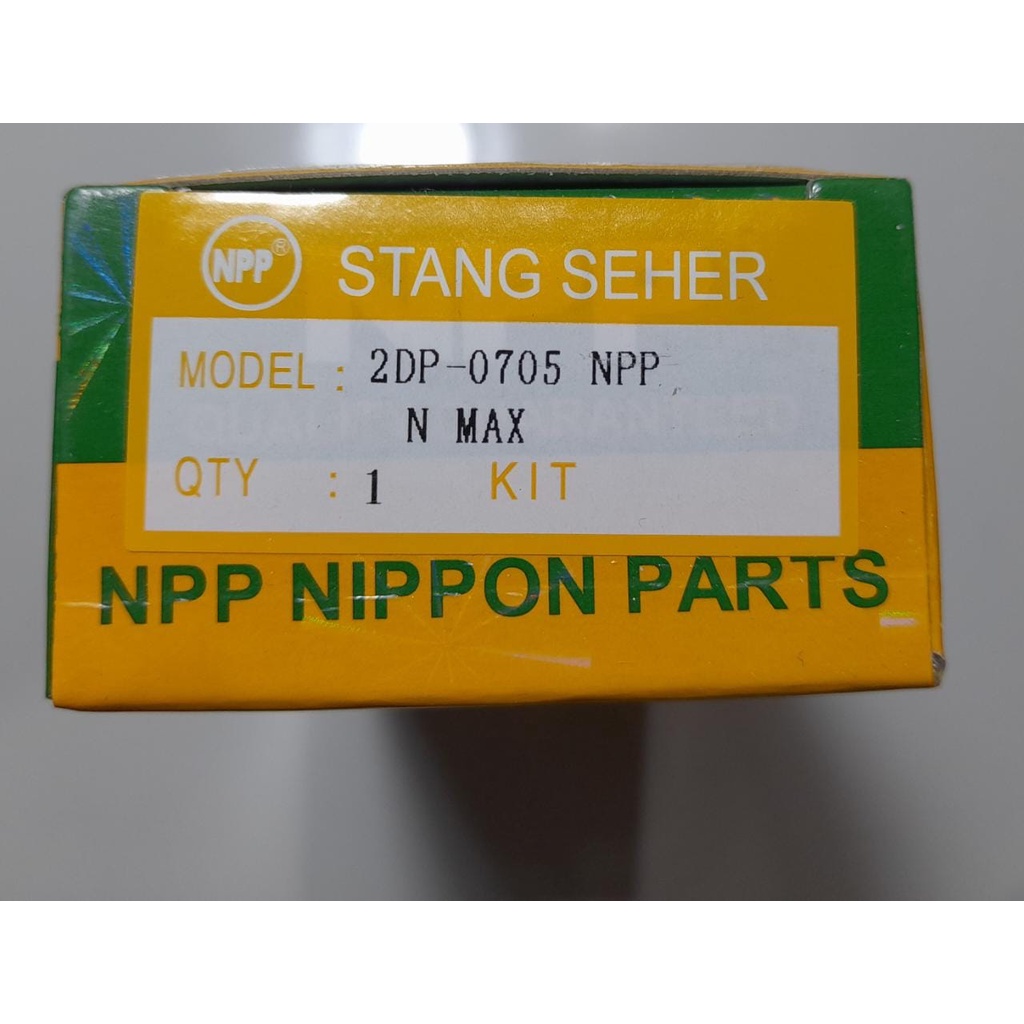 NPP® STANG SEHER
MODEL : 2DP-0705 NPP
N MAX
QTY : 1 KIT
NPP NIPPON PARTS